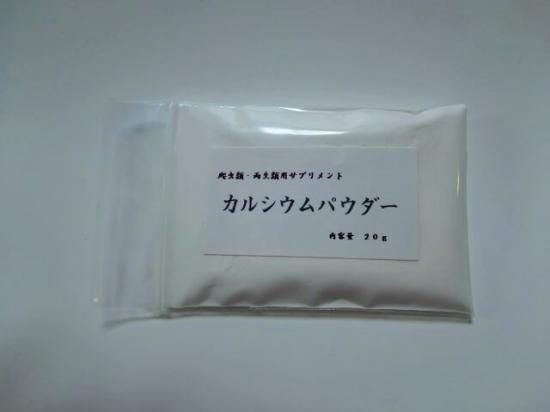 爬虫類・両生類用サプリメント
カルシウムパウダー
内容量 20g